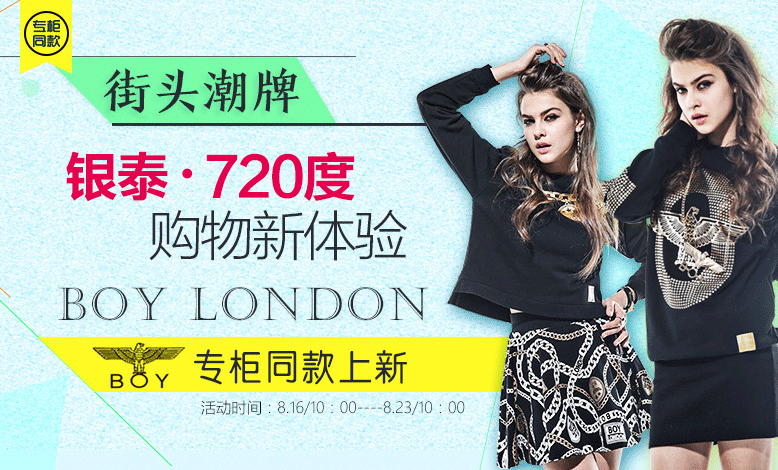 专柜
同款
街头潮牌
银泰·720度
购物新体验
BOY LONDON
BOY 专柜同款上新
活动时间：8.16/10：00----8.23/10：00
BOY
LONDON